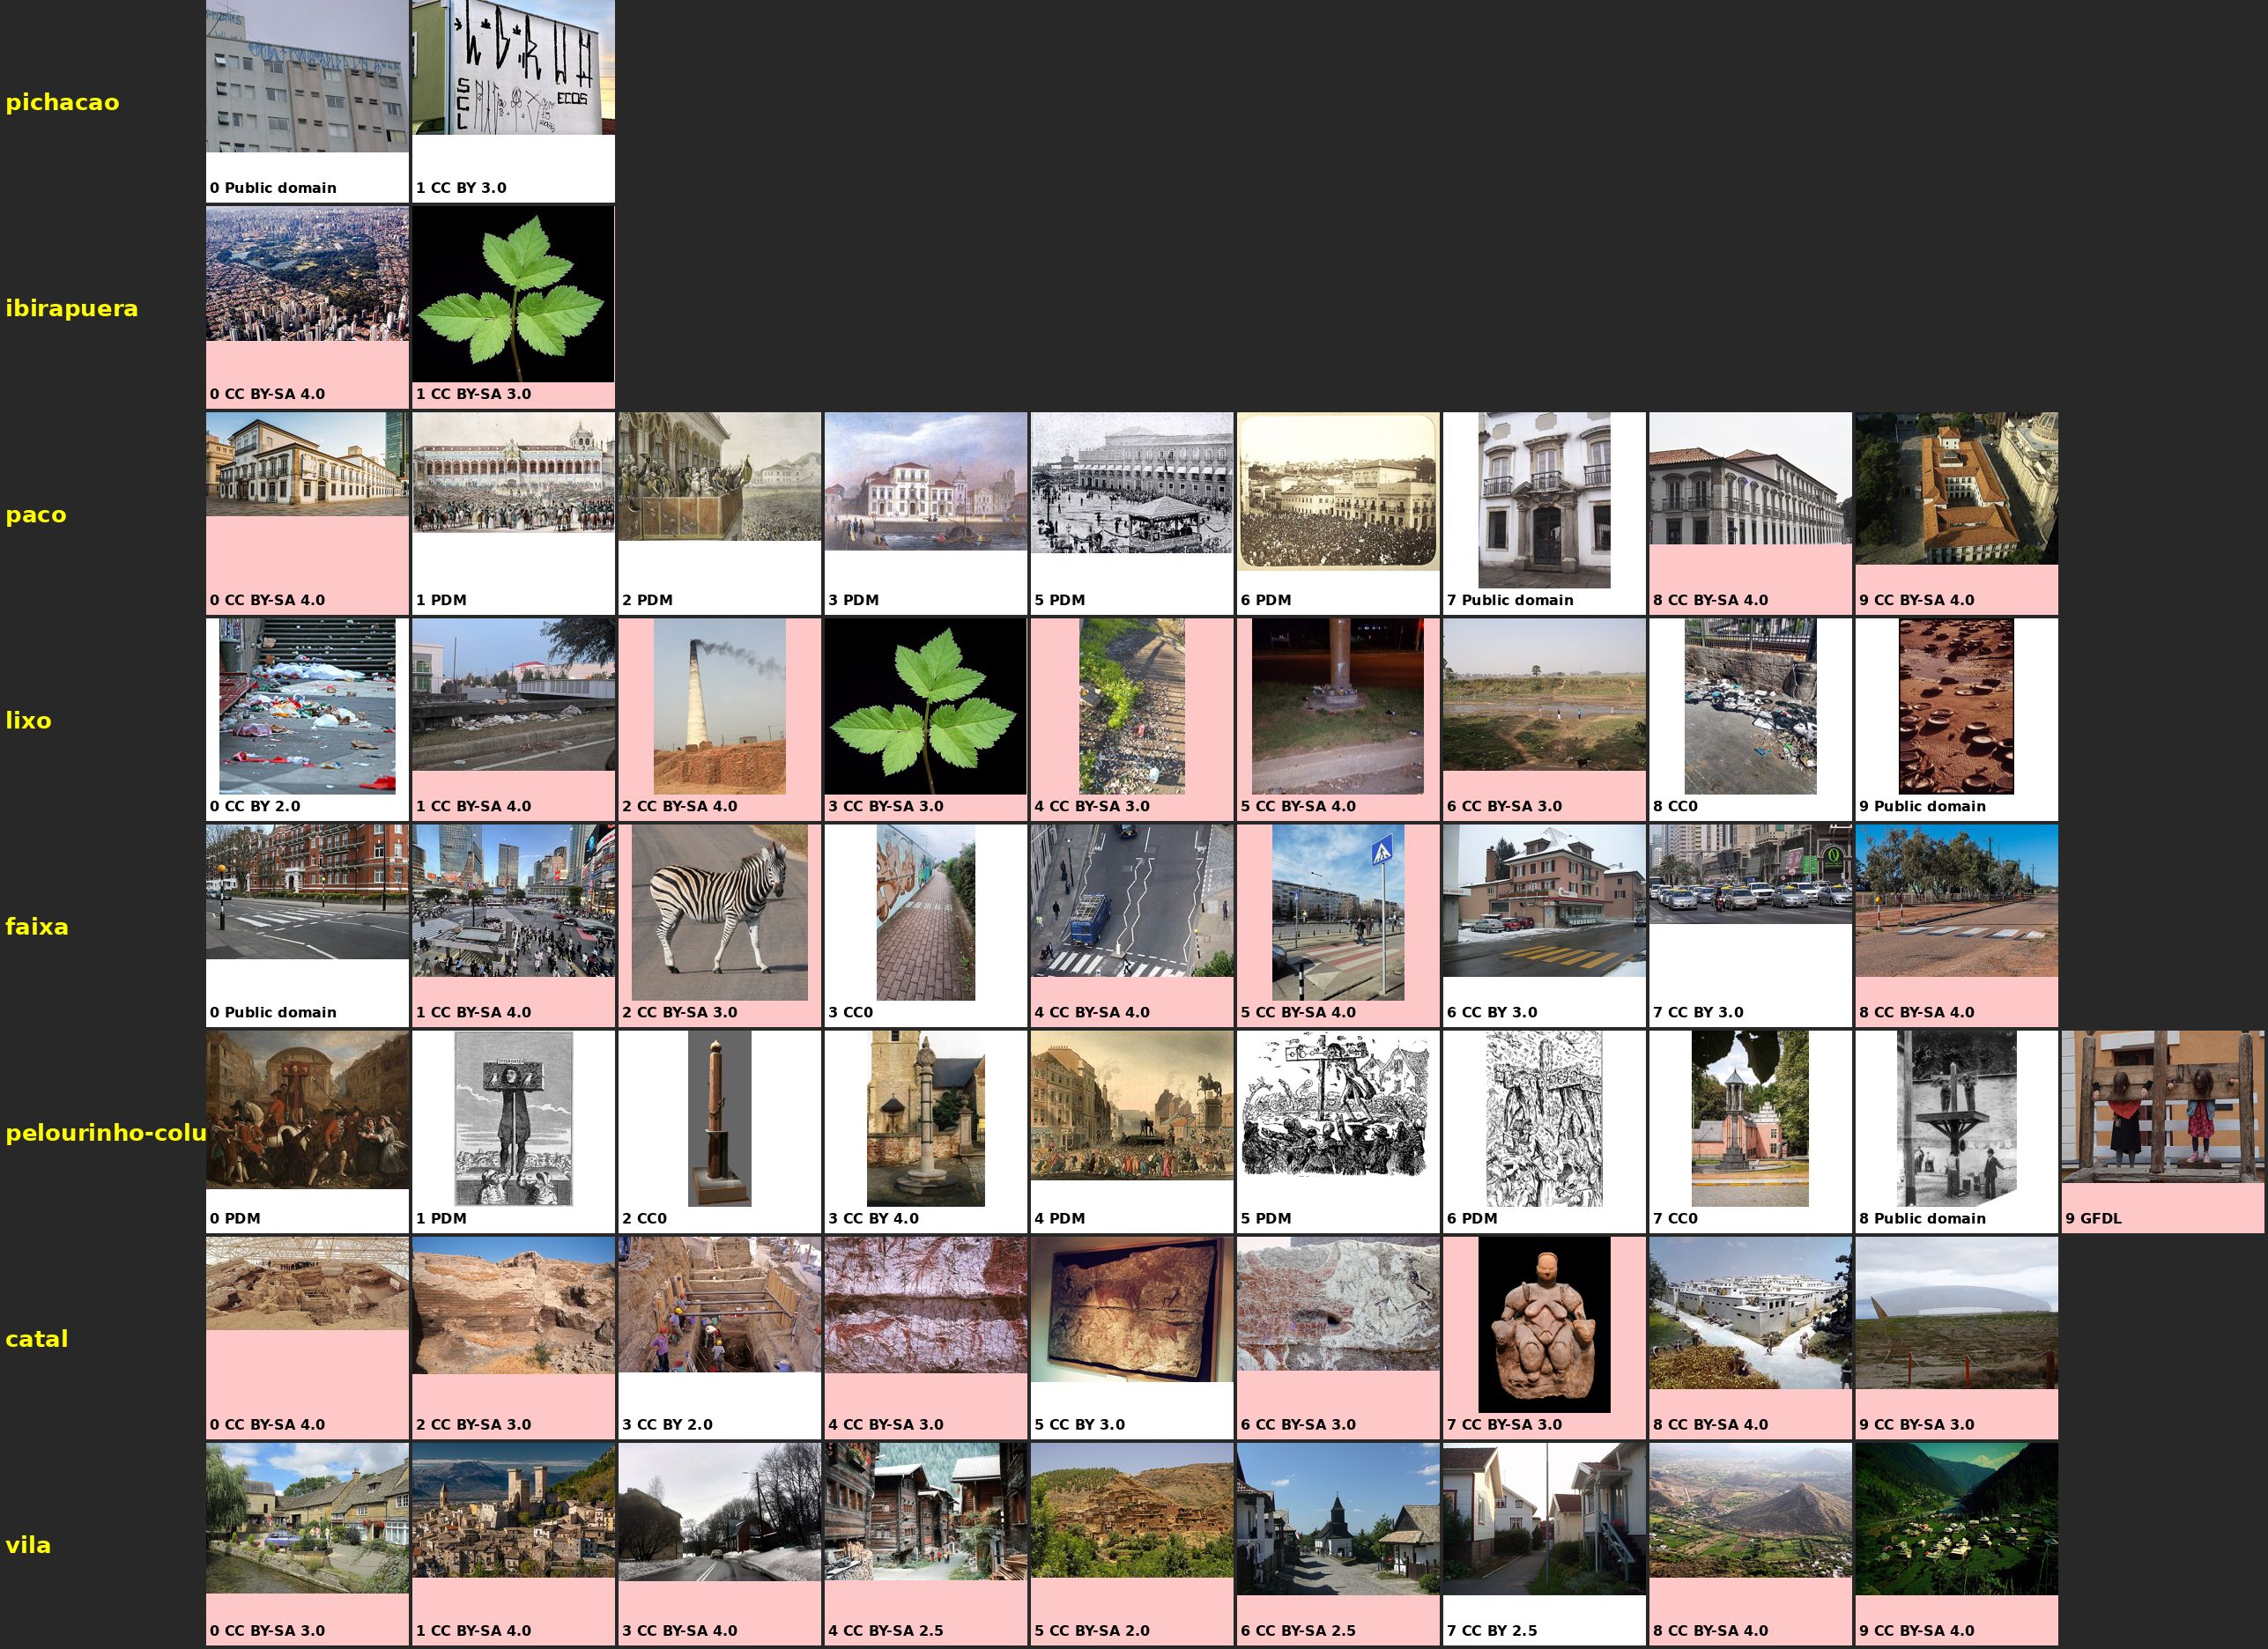 pichacao
0 Public domain
1 CC BY 3.0
SCL
ECOS
ibirapuera
0 CC BY-SA 4.0
1 CC BY-SA 3.0
paco
0 CC BY-SA 4.0
1 PDM
2 PDM
3 PDM
5 PDM
6 PDM
7 Public domain
8 CC BY-SA 4.0
9 CC BY-SA 4.0
lixo
0 CC BY 2.0
1 CC BY-SA 4.0
2 CC BY-SA 4.0
3 CC BY-SA 3.0
4 CC BY-SA 3.0
5 CC BY-SA 4.0
6 CC BY-SA 3.0
8 CC0
9 Public domain
faixa
0 Public domain
1 CC BY-SA 4.0
2 CC BY-SA 3.0
3 CC0
4 CC BY-SA 4.0
5 CC BY-SA 4.0
6 CC BY 3.0
7 CC BY 3.0
8 CC BY-SA 4.0
pelourinho-colu
0 PDM
1 PDM
2 CC0
3 CC BY 4.0
4 PDM
5 PDM
6 PDM
7 CC0
8 Public domain
9 GFDL
catal
0 CC BY-SA 4.0
2 CC BY-SA 3.0
3 CC BY 2.0
4 CC BY-SA 3.0
5 CC BY 3.0
6 CC BY-SA 3.0
7 CC BY-SA 3.0
8 CC BY-SA 4.0
9 CC BY-SA 3.0
vila
0 CC BY-SA 3.0
1 CC BY-SA 4.0
3 CC BY-SA 4.0
4 CC BY-SA 2.5
5 CC BY-SA 2.0
6 CC BY-SA 2.5
7 CC BY 2.5
8 CC BY-SA 4.0
9 CC BY-SA 4.0